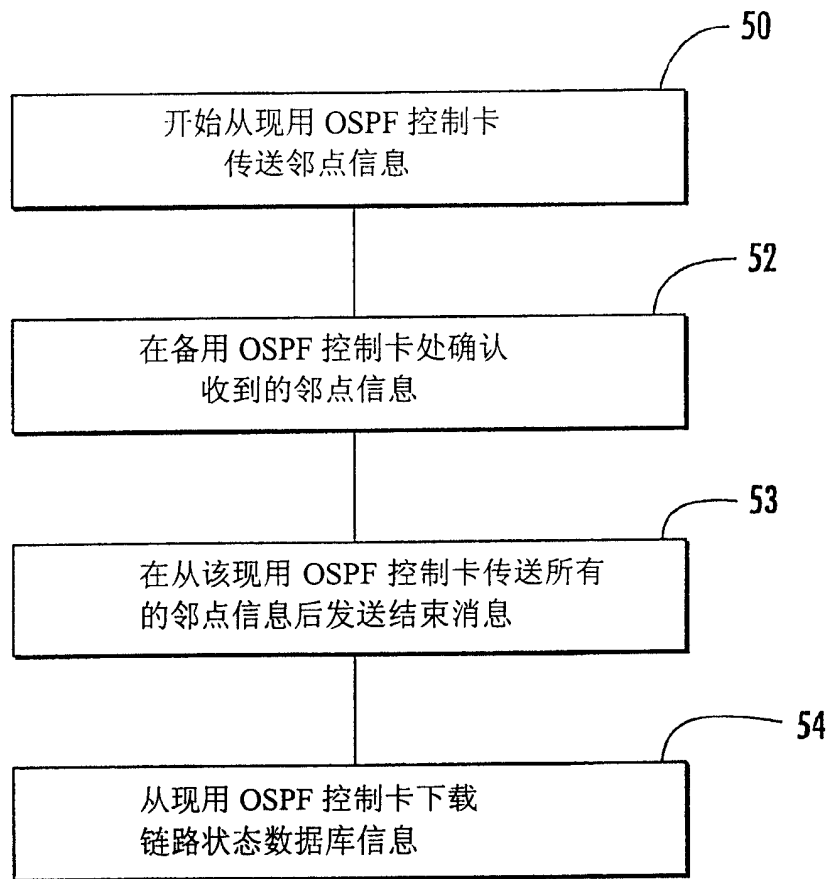 50
开始从现用 OSPF 控制卡
传送邻点信息
52
在备用 OSPF 控制卡处确认
收到的邻点信息
53
在从该现用 OSPF 控制卡传送所有
的邻点信息后发送结束消息
54
从现用 OSPF 控制卡下载
链路状态数据库信息